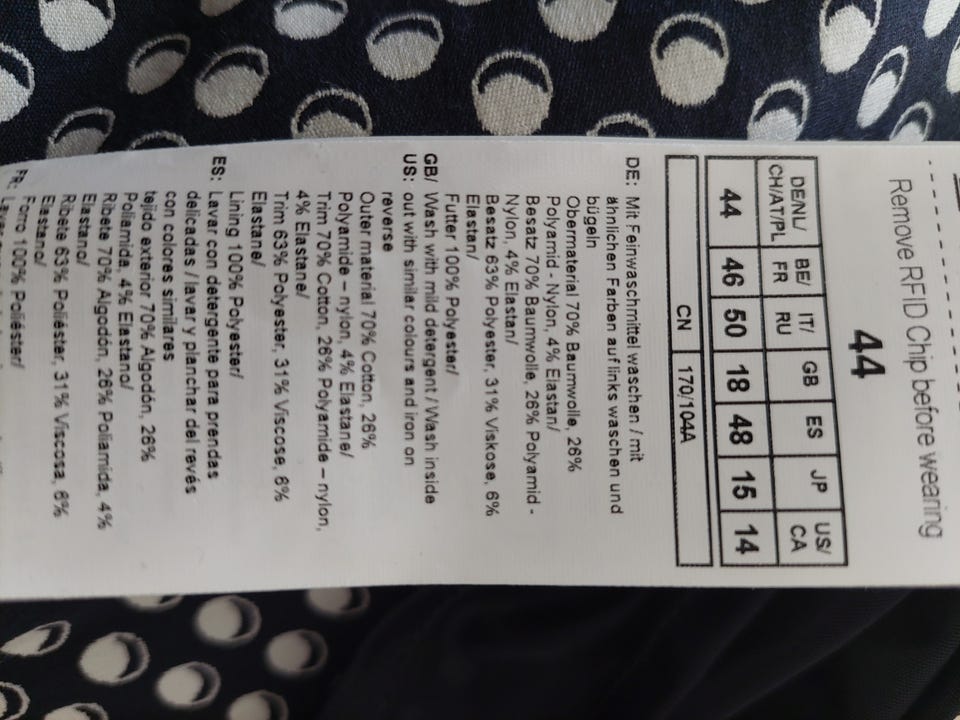 Remove RFID Chip before wearing
44
DE/NL/ BE/ IT/ GB ES JP US/
CH/AT/PL FR RU CA
44 46 50 18 48 15 14
CN 170/104A
DE: Mit Feinwaschmittel waschen / mit
ähnlichen Farben auf links waschen und
bügeln
Obermaterial 70% Baumwolle, 26%
Polyamid - Nylon, 4% Elastan/
Besatz 70% Baumwolle, 26% Polyamid -
Nylon, 4% Elastan/
Besatz 63% Polyester, 31% Viskose, 6%
Elastan/
Futter 100% Polyester/
GB/ Wash with mild detergent / Wash inside
US: out with similar colours and iron on
reverse
Outer material 70% Cotton, 26%
Polyamide – nylon, 4% Elastane/
Trim 70% Cotton, 26% Polyamide – nylon,
4% Elastane/
Trim 63% Polyester, 31% Viscose, 6%
Elastane/
Lining 100% Polyester/
ES: Lavar con detergente para prendas
delicadas / lavar y planchar del revés
con colores similares
tejido exterior 70% Algodón, 26%
Poliamida, 4% Elastano/
Ribete 70% Algodón, 26% Poliamida, 4%
Elastano/
Ribete 63% Poliéster, 31% Viscosa, 6%
Elastano/
Forro 100% Poliéster/
FR: